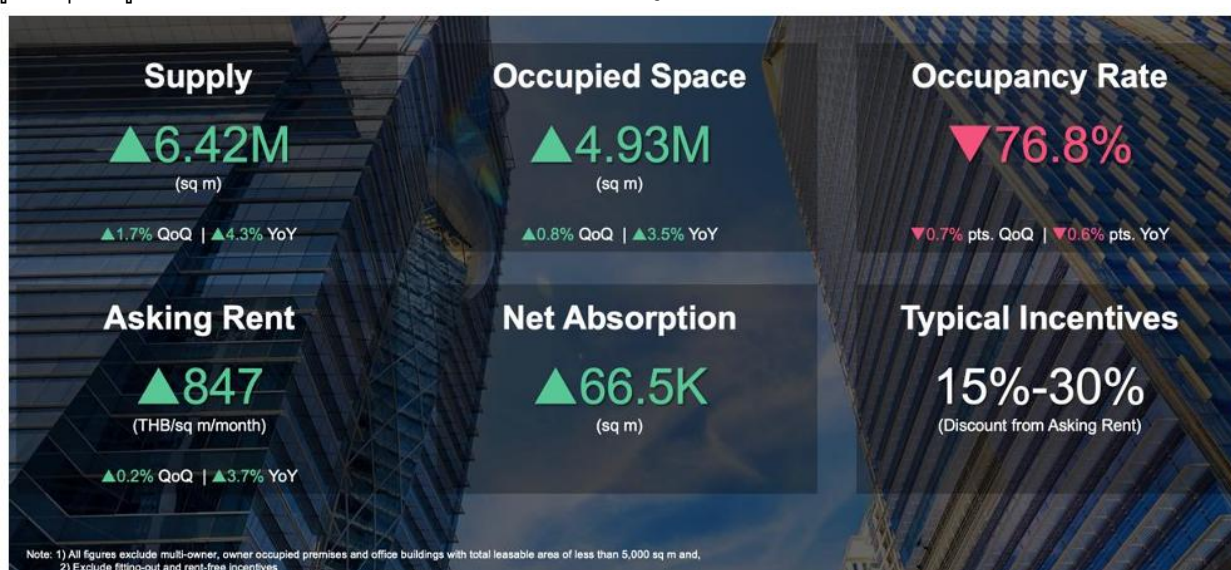 Supply
▲6.42M
(sq m)
▲1.7% QoQ | ▲4.3% YoY
Occupied Space
▲4.93M
(sq m)
▲0.8% QoQ | ▲3.5% YoY
Occupancy Rate
▼76.8%
▼0.7% pts. QoQ | ▼0.6% pts. YoY
Asking Rent
▲847
(THB/sq m/month)
▲0.2% QoQ | ▲3.7% YoY
Net Absorption
▲66.5K
(sq m)
Typical Incentives
15%-30%
(Discount from Asking Rent)
Note: 1) All figures exclude multi-owner, owner occupied premises and office buildings with total leasable area of less than 5,000 sq m and,
2) Exclude fitting-out and rent-free incentives